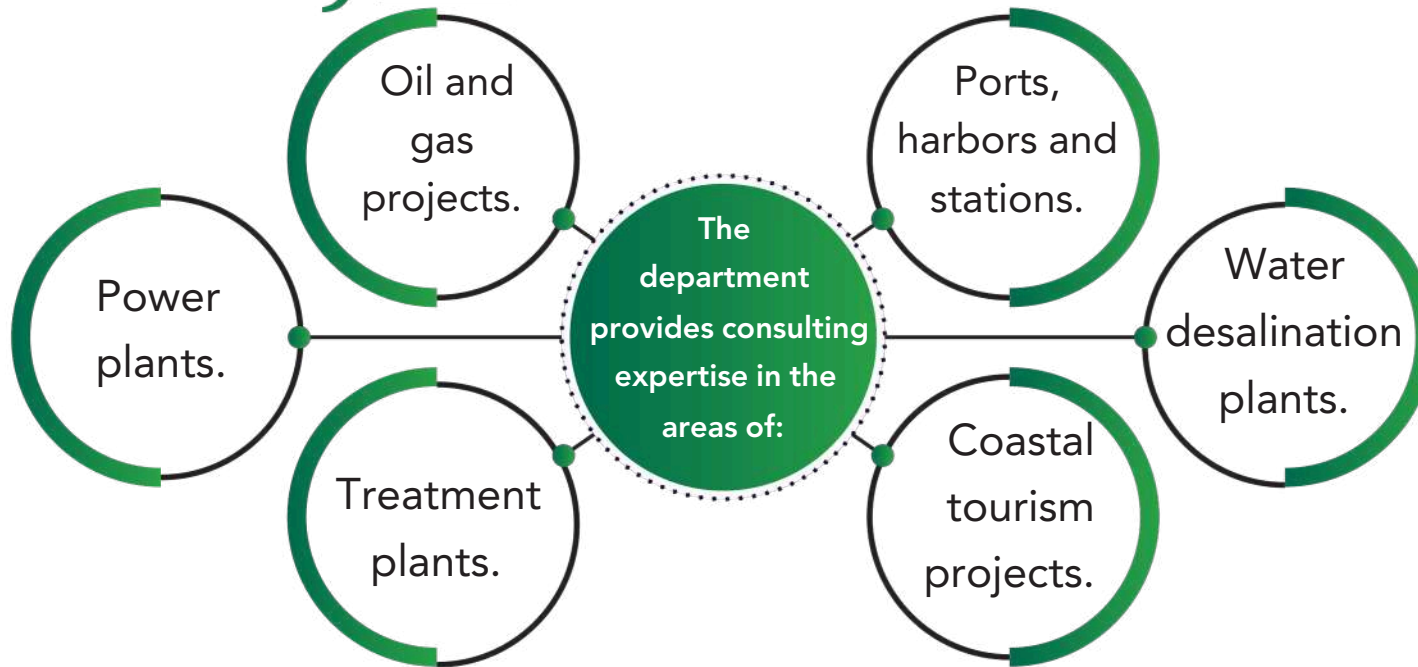 Oil and
gas
projects.
Ports,
harbors and
stations.
Power
plants.
The
department
provides consulting
expertise in the
areas of:
Water
desalination
plants.
Treatment
plants.
Coastal
tourism
projects.